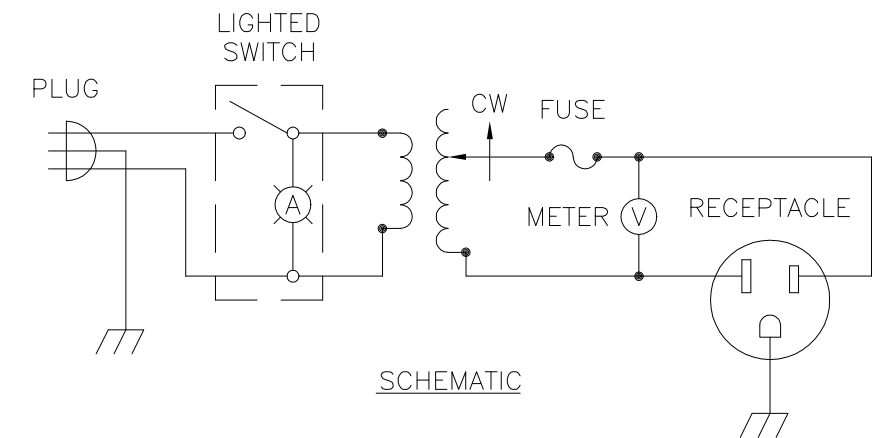 LIGHTED
SWITCH
PLUG
CW
FUSE
A
METER
V
RECEPTACLE
SCHEMATIC